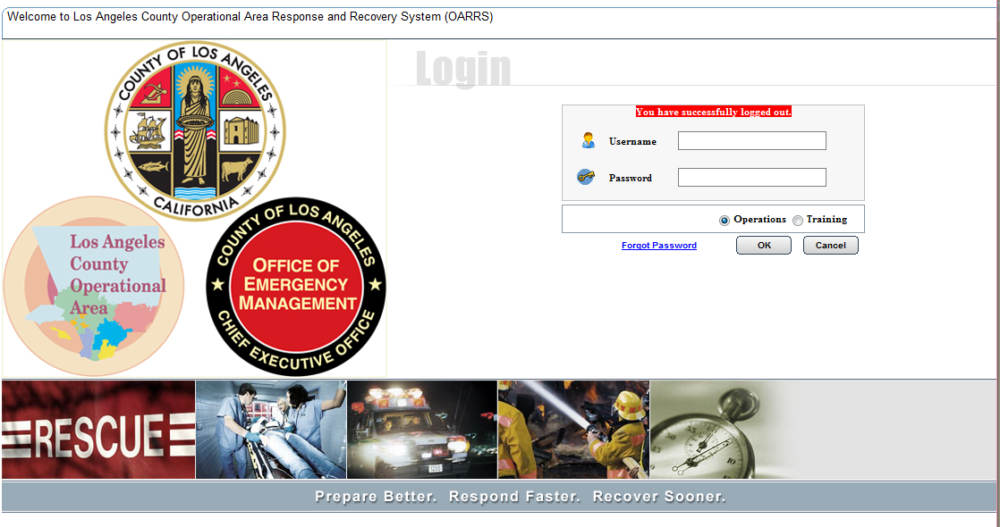 Welcome to Los Angeles County Operational Area Response and Recovery System (OARRS)
COUNTY OF LOS ANGELES
CALIFORNIA
Los Angeles
County
Operational
Area
COUNTY OF LOS ANGELES
OFFICE OF
EMERGENCY
MANAGEMENT
CHIEF EXECUTIVE OFFICE
Login
You have successfully logged out.
Username
Password
Operations Training
Forgot Password OK Cancel
RESCUE
Prepare Better. Respond Faster. Recover Sooner.